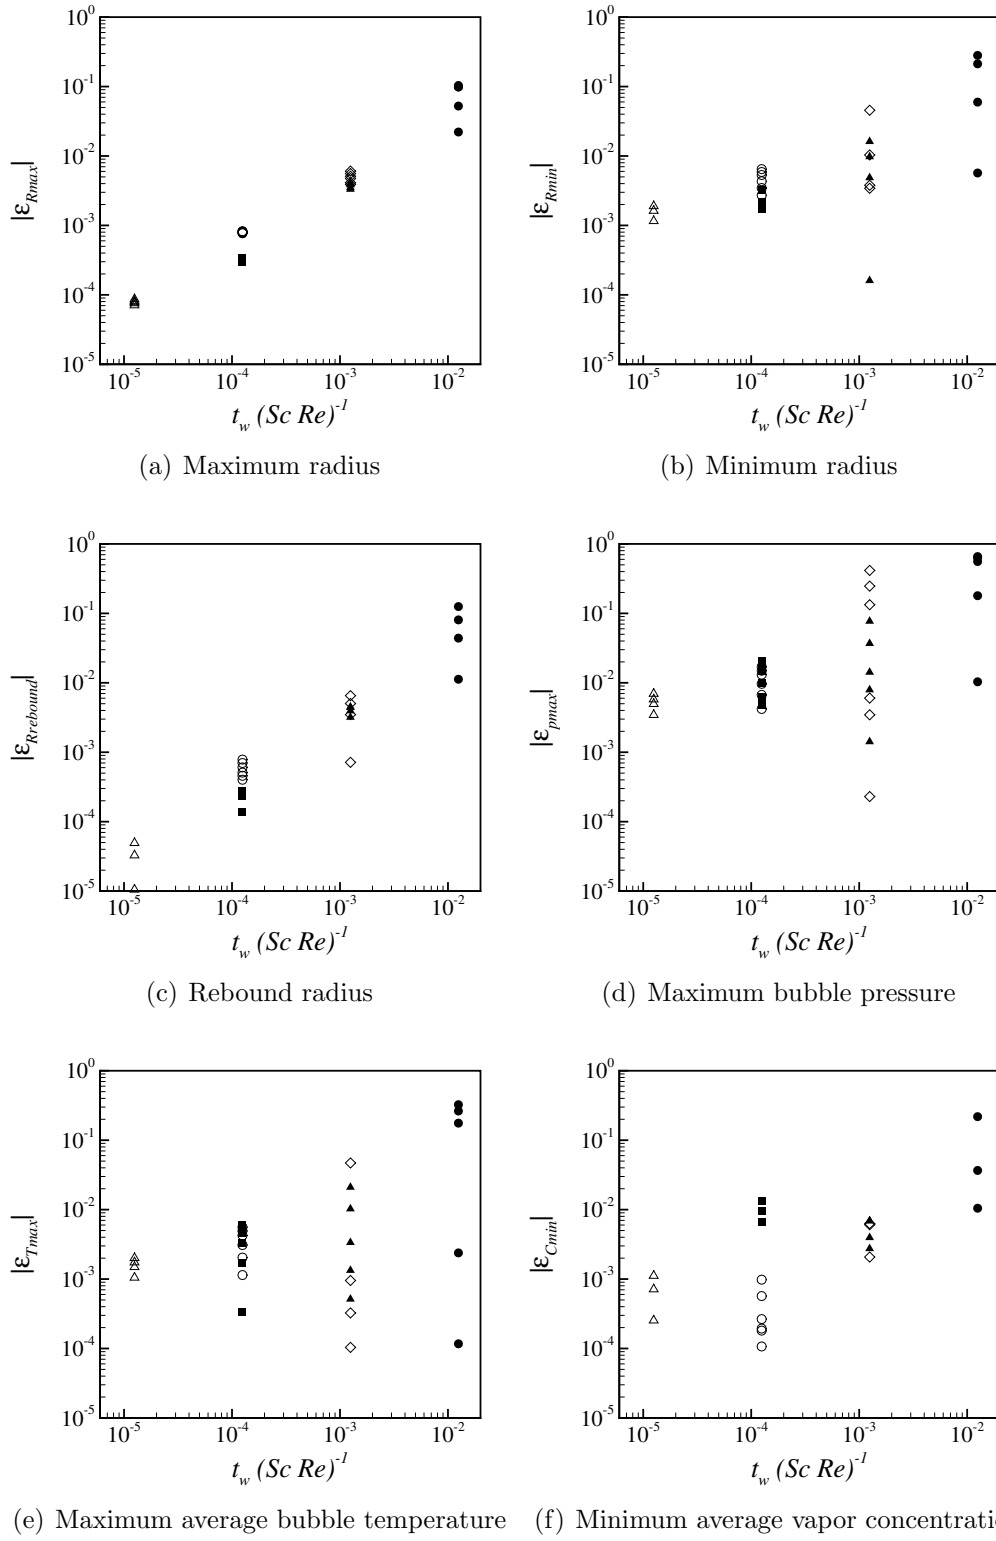 10^0 10^-1 10^-2 10^-3 10^-4 10^-5
|ε_Rmax|
10^-5 10^-4 10^-3 10^-2
t_w (Sc Re)^-1
(a) Maximum radius
10^0 10^-1 10^-2 10^-3 10^-4 10^-5
|ε_Rmin|
10^-5 10^-4 10^-3 10^-2
t_w (Sc Re)^-1
(b) Minimum radius
10^0 10^-1 10^-2 10^-3 10^-4 10^-5
|ε_Rrebound|
10^-5 10^-4 10^-3 10^-2
t_w (Sc Re)^-1
(c) Rebound radius
10^0 10^-1 10^-2 10^-3 10^-4 10^-5
|ε_pmax|
10^-5 10^-4 10^-3 10^-2
t_w (Sc Re)^-1
(d) Maximum bubble pressure
10^0 10^-1 10^-2 10^-3 10^-4 10^-5
|ε_Tmax|
10^-5 10^-4 10^-3 10^-2
t_w (Sc Re)^-1
(e) Maximum average bubble temperature
10^0 10^-1 10^-2 10^-3 10^-4 10^-5
|ε_Cmin|
10^-5 10^-4 10^-3 10^-2
t_w (Sc Re)^-1
(f) Minimum average vapor concentrati